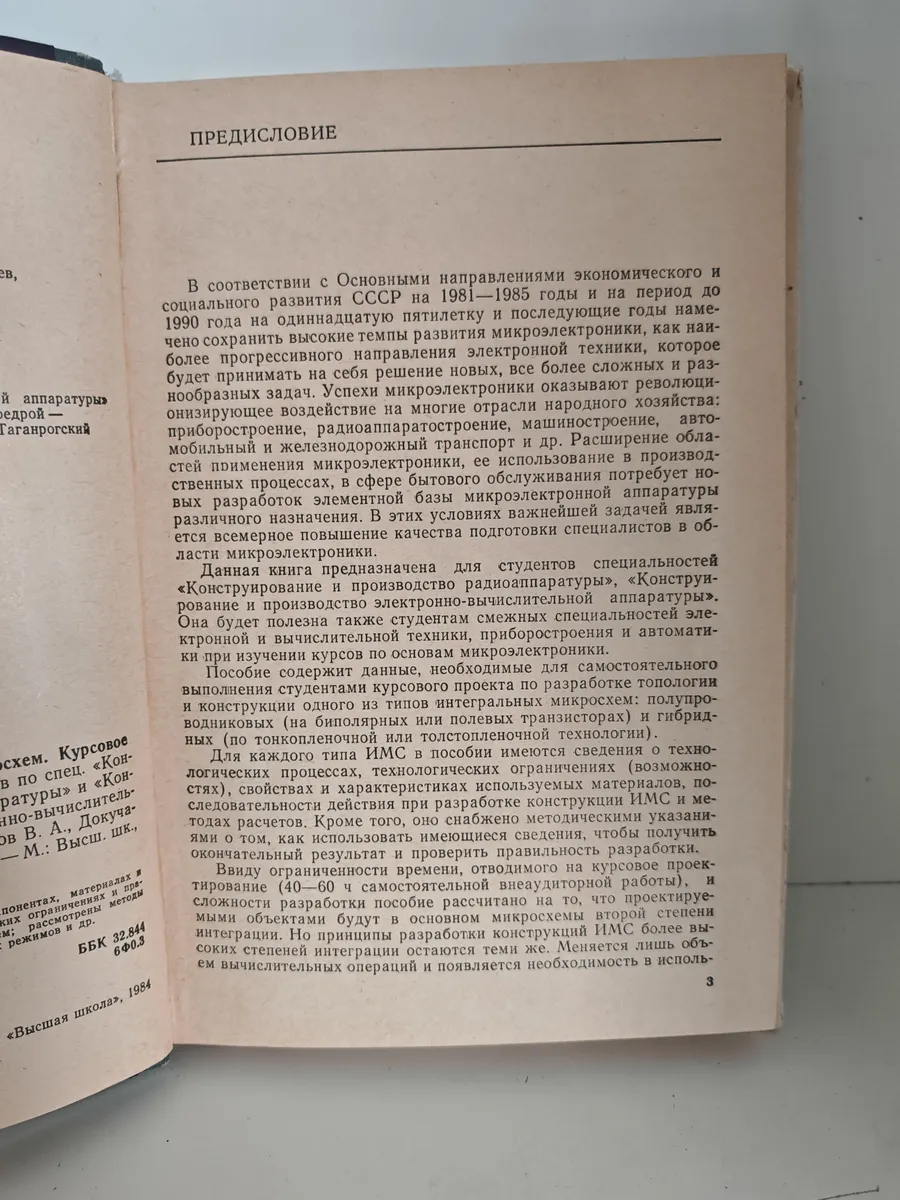 ев,
й аппаратуры»
едрой —
Таганрогский
схем. Курсовое
в по спец. «Кон-
ратуры» и «Кон-
нно-вычислитель-
ов В. А., Докуча-
— М.: Высш. шк.,
понентах, материалах и
ких ограничениях и пра-
ем; рассмотрены методы
х режимов и др.
ББК 32.844
6Ф0.3
«Высшая школа», 1984
ПРЕДИСЛОВИЕ
В соответствии с Основными направлениями экономического и
социального развития СССР на 1981—1985 годы и на период до
1990 года на одиннадцатую пятилетку и последующие годы наме-
чено сохранить высокие темпы развития микроэлектроники, как наи-
более прогрессивного направления электронной техники, которое
будет принимать на себя решение новых, все более сложных и раз-
нообразных задач. Успехи микроэлектроники оказывают революци-
онизирующее воздействие на многие отрасли народного хозяйства:
приборостроение, радиоаппаратостроение, машиностроение, авто-
мобильный и железнодорожный транспорт и др. Расширение обла-
стей применения микроэлектроники, ее использование в производ-
ственных процессах, в сфере бытового обслуживания потребует но-
вых разработок элементной базы микроэлектронной аппаратуры
различного назначения. В этих условиях важнейшей задачей явля-
ется всемерное повышение качества подготовки специалистов в об-
ласти микроэлектроники.
Данная книга предназначена для студентов специальностей
«Конструирование и производство радиоаппаратуры», «Конструи-
рование и производство электронно-вычислительной аппаратуры».
Она будет полезна также студентам смежных специальностей эле-
ктронной и вычислительной техники, приборостроения и автомати-
ки при изучении курсов по основам микроэлектроники.
Пособие содержит данные, необходимые для самостоятельного
выполнения студентами курсового проекта по разработке топологии
и конструкции одного из типов интегральных микросхем: полупро-
водниковых (на биполярных или полевых транзисторах) и гибрид-
ных (по тонкопленочной или толстопленочной технологии).
Для каждого типа ИМС в пособии имеются сведения о техно-
логических процессах, технологических ограничениях (возможно-
стях), свойствах и характеристиках используемых материалов, по-
следовательности действия при разработке конструкции ИМС и ме-
тодах расчетов. Кроме того, оно снабжено методическими указани-
ями о том, как использовать имеющиеся сведения, чтобы получить
окончательный результат и проверить правильность разработки.
Ввиду ограниченности времени, отводимого на курсовое проек-
тирование (40—60 ч самостоятельной внеаудиторной работы), и
сложности разработки пособие рассчитано на то, что проектируе-
мыми объектами будут в основном микросхемы второй степени
интеграции. Но принципы разработки конструкций ИМС более вы-
соких степеней интеграции остаются теми же. Меняется лишь объ-
ем вычислительных операций и появляется необходимость в исполь-
3